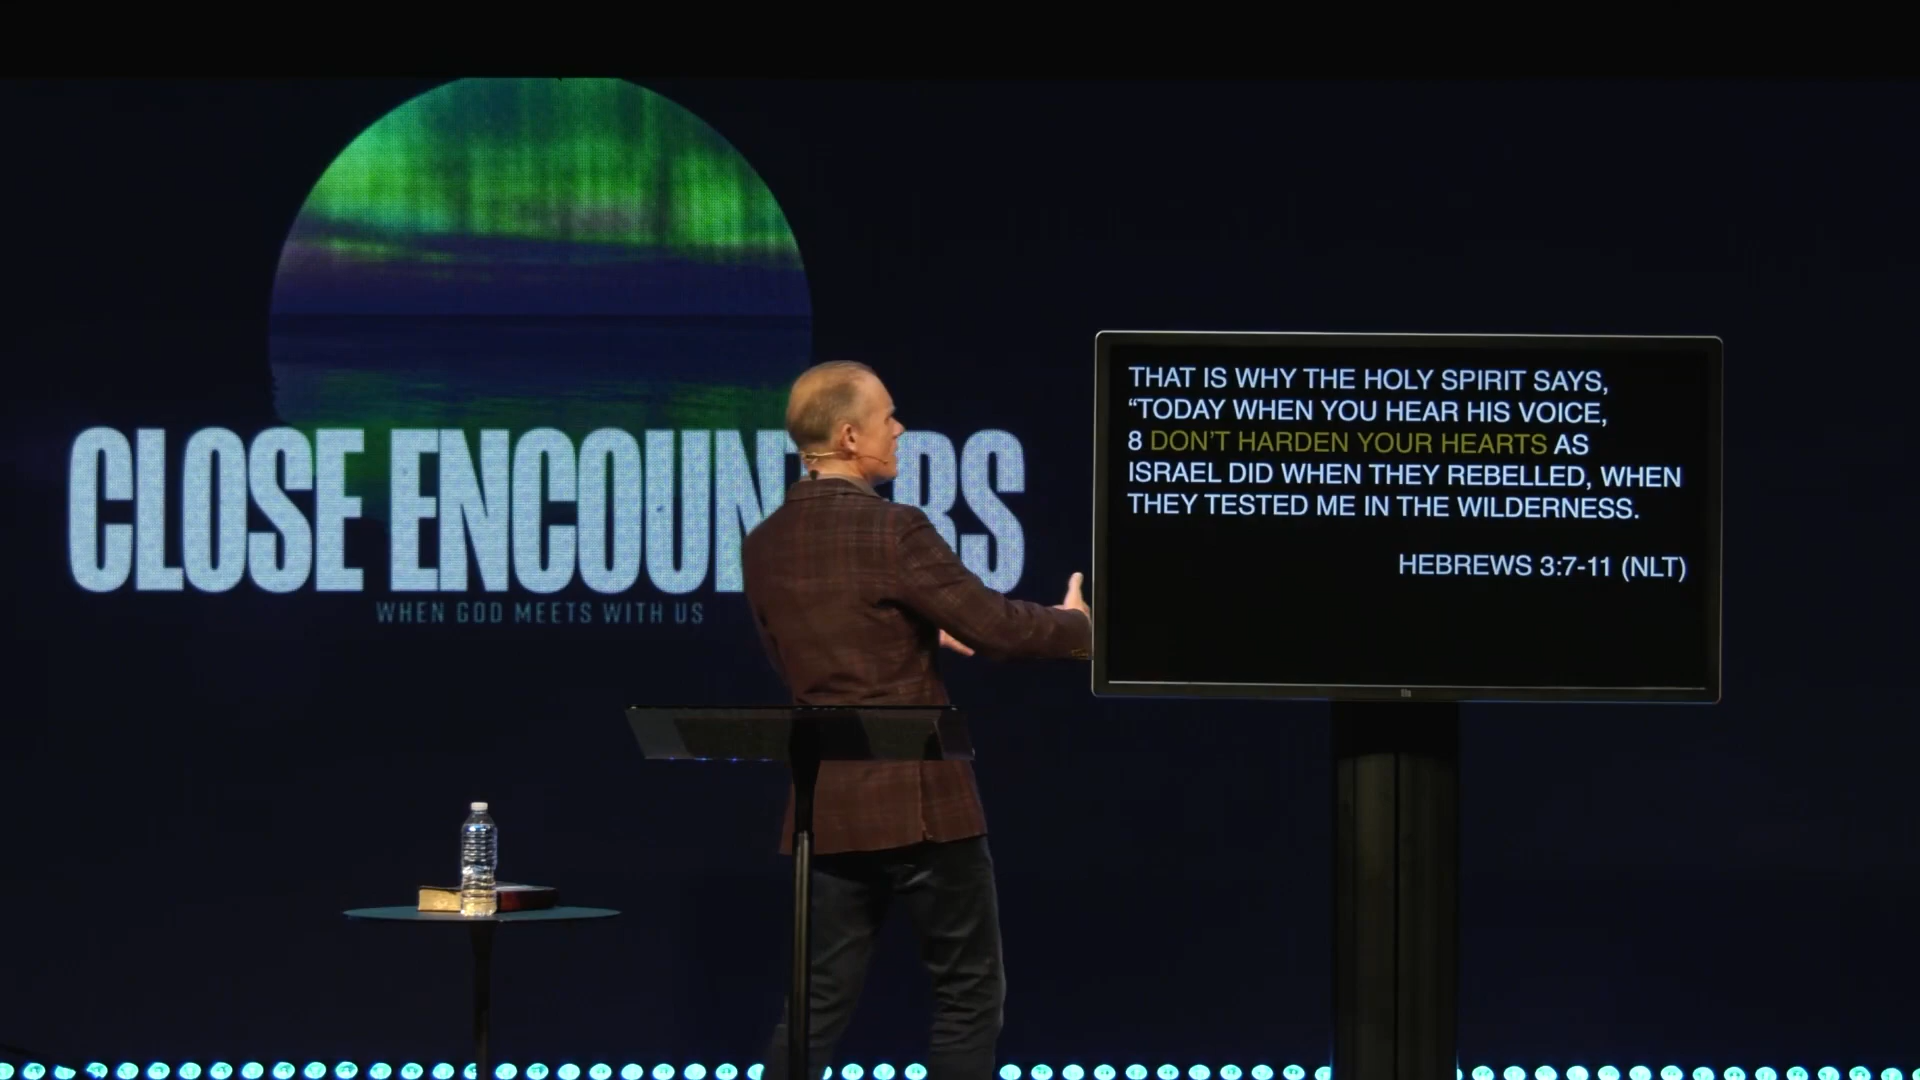 CLOSE ENCOUNTERS
WHEN GOD MEETS WITH US
THAT IS WHY THE HOLY SPIRIT SAYS,
“TODAY WHEN YOU HEAR HIS VOICE,
8 DON’T HARDEN YOUR HEARTS AS
ISRAEL DID WHEN THEY REBELLED, WHEN
THEY TESTED ME IN THE WILDERNESS.
HEBREWS 3:7-11 (NLT)